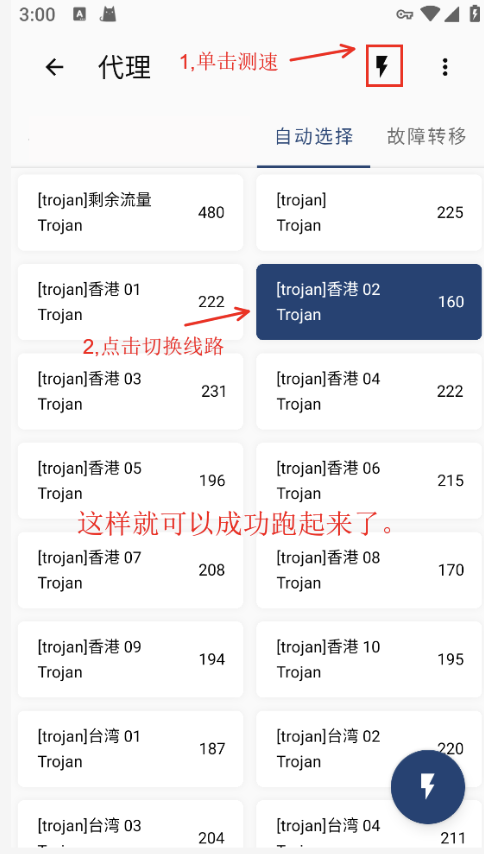 3:00
代理
1,单击测速
自动选择 故障转移
[trojan]剩余流量
Trojan
480
[trojan]
Trojan
225
[trojan]香港 01
Trojan
222
[trojan]香港 02
Trojan
160
2,点击切换线路
[trojan]香港 03
Trojan
231
[trojan]香港 04
Trojan
222
[trojan]香港 05
Trojan
196
[trojan]香港 06
Trojan
215
这样就可以成功跑起来了。
[trojan]香港 07
Trojan
208
[trojan]香港 08
Trojan
170
[trojan]香港 09
Trojan
194
[trojan]香港 10
Trojan
195
[trojan]台湾 01
Trojan
187
[trojan]台湾 02
Trojan
220
[trojan]台湾 03
204
[trojan]台湾 04
211